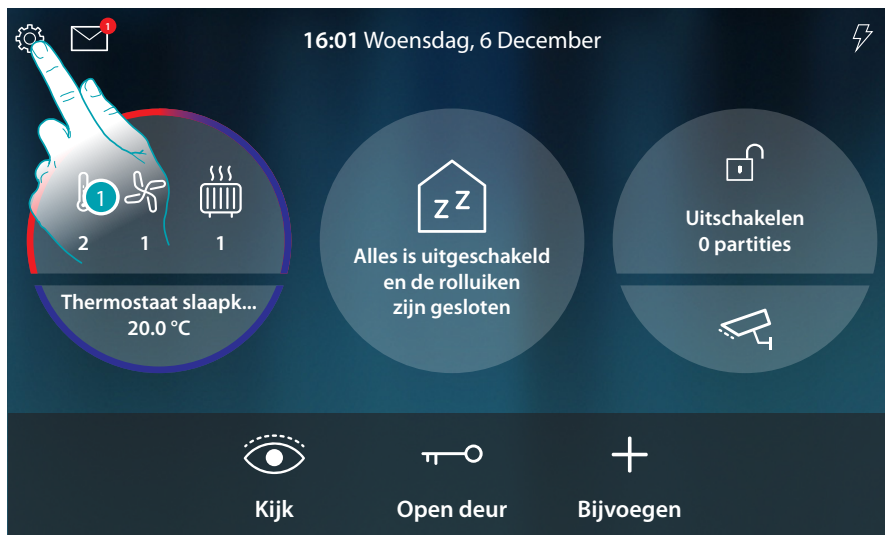 1
16:01 Woensdag, 6 December
1
2 1 1
Thermostaat slaapk...
20.0 °C
z Z
Alles is uitgeschakeld
en de rolluiken
zijn gesloten
Uitschakelen
0 partities
Kijk
Open deur
Bijvoegen